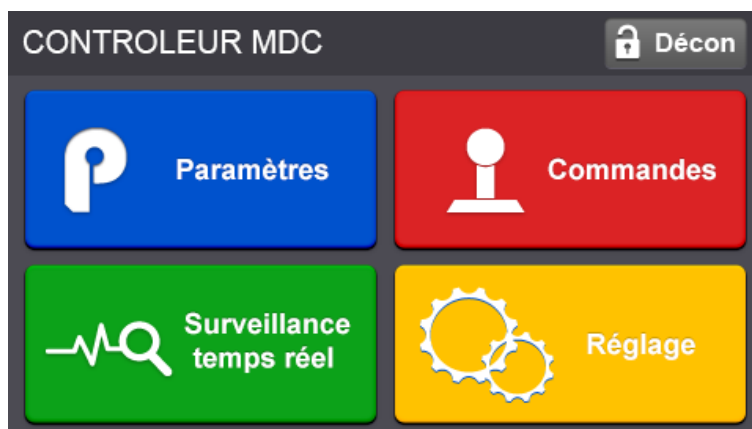 CONTROLEUR MDC
Décon
Paramètres
Commandes
Surveillance
temps réel
Réglage